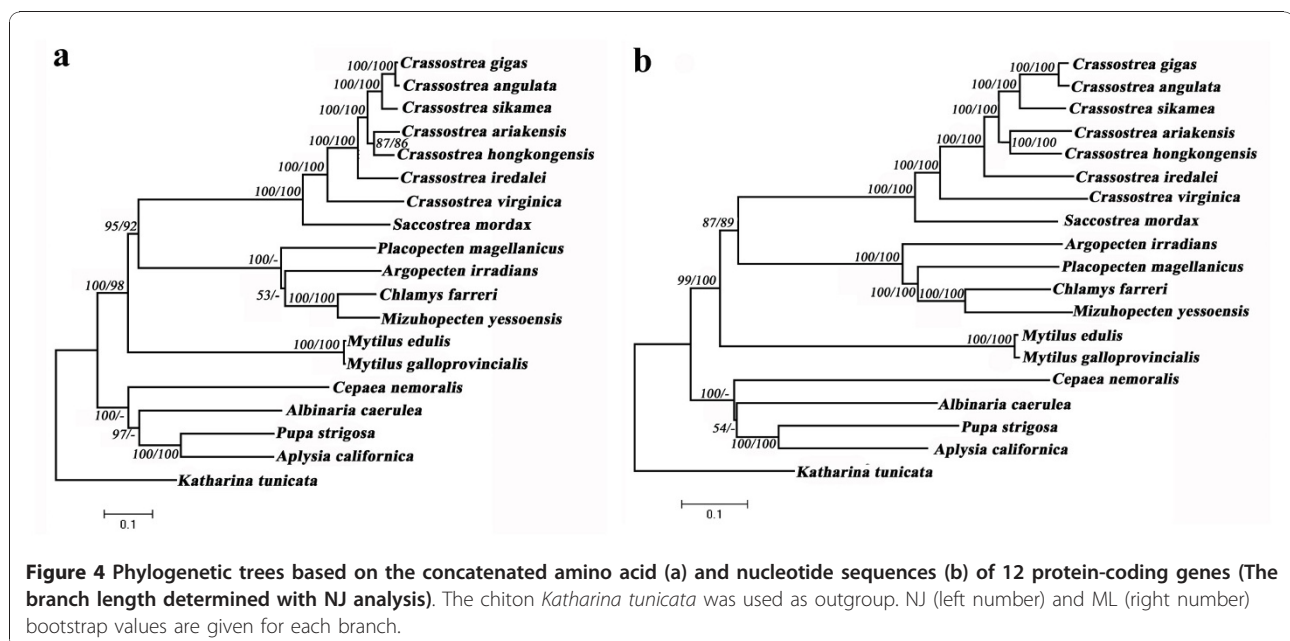 a
100/100
Crassostrea gigas
100/100
Crassostrea angulata
100/100
Crassostrea sikamea
100/100
Crassostrea ariakensis
87/86
Crassostrea hongkongensis
100/100
Crassostrea iredalei
100/100
Crassostrea virginica
100/100
Saccostrea mordax
95/92
Placopecten magellanicus
100/-
Argopecten irradians
53/-
100/100
Chlamys farreri
Mizuhopecten yessoensis
100/98
Mytilus edulis
100/100
Mytilus galloprovincialis
Cepaea nemoralis
100/-
Albinaria caerulea
97/-
Pupa strigosa
100/100
Aplysia californica
Katharina tunicata
0.1
b
100/100
Crassostrea gigas
100/100
Crassostrea angulata
100/100
Crassostrea sikamea
100/100
Crassostrea ariakensis
100/100
Crassostrea hongkongensis
100/100
Crassostrea iredalei
100/100
Crassostrea virginica
100/100
Saccostrea mordax
87/89
Argopecten irradians
100/100
Placopecten magellanicus
100/100
100/100
Chlamys farreri
Mizuhopecten yessoensis
99/100
Mytilus edulis
100/100
Mytilus galloprovincialis
Cepaea nemoralis
100/-
Albinaria caerulea
54/-
Pupa strigosa
100/100
Aplysia californica
Katharina tunicata
0.1
Figure 4 Phylogenetic trees based on the concatenated amino acid (a) and nucleotide sequences (b) of 12 protein-coding genes (The
branch length determined with NJ analysis). The chiton Katharina tunicata was used as outgroup. NJ (left number) and ML (right number)
bootstrap values are given for each branch.